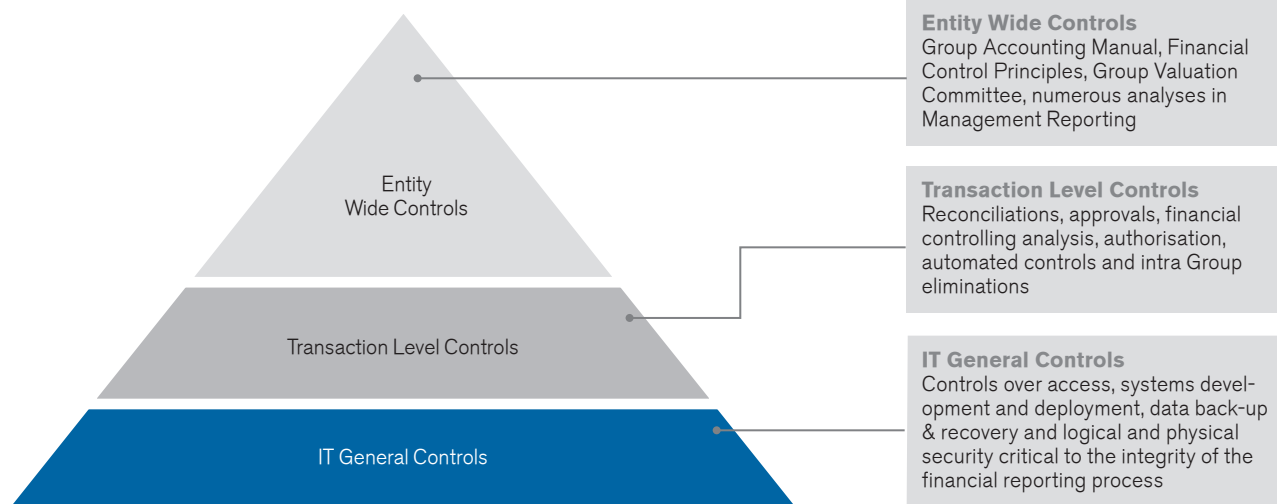 Entity
Wide Controls
Transaction Level Controls
IT General Controls
Entity Wide Controls
Group Accounting Manual, Financial
Control Principles, Group Valuation
Committee, numerous analyses in
Management Reporting
Transaction Level Controls
Reconciliations, approvals, financial
controlling analysis, authorisation,
automated controls and intra Group
eliminations
IT General Controls
Controls over access, systems devel-
opment and deployment, data back-up
& recovery and logical and physical
security critical to the integrity of the
financial reporting process